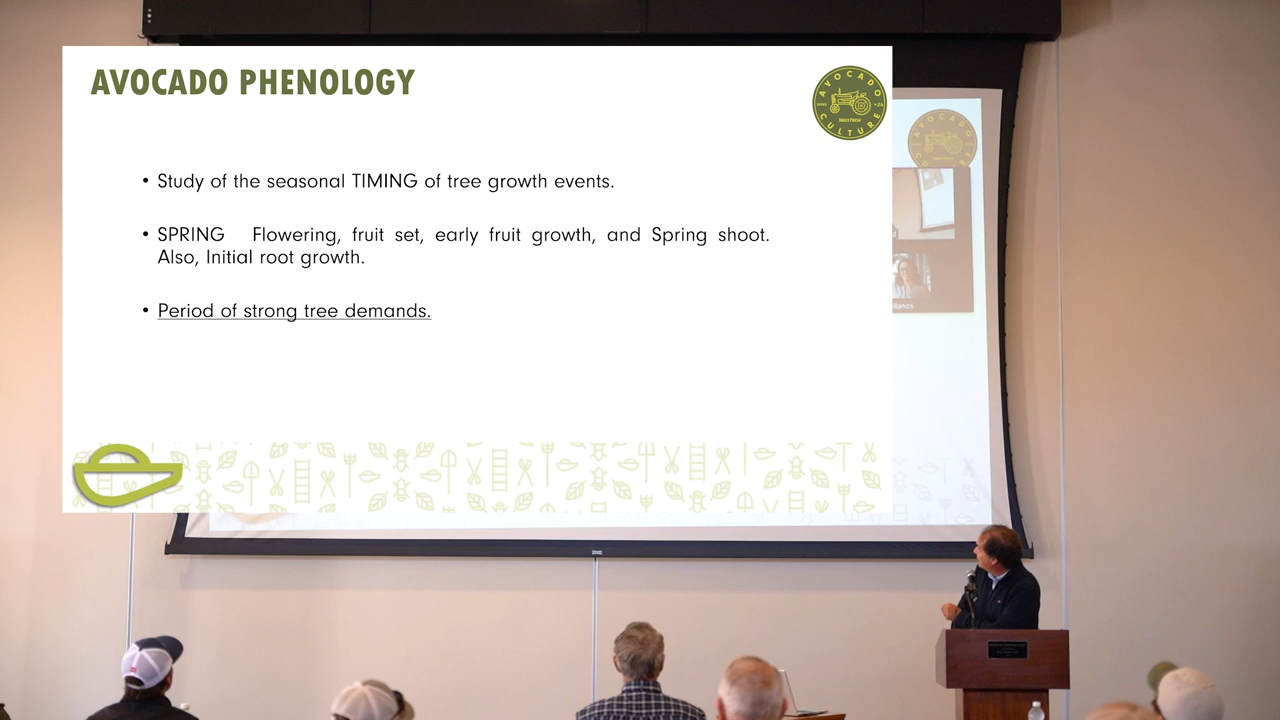 AVOCADO PHENOLOGY
AVOCADO
CULTURE
• Study of the seasonal TIMING of tree growth events.
• SPRING Flowering, fruit set, early fruit growth, and Spring shoot.
Also, Initial root growth.
• Period of strong tree demands.